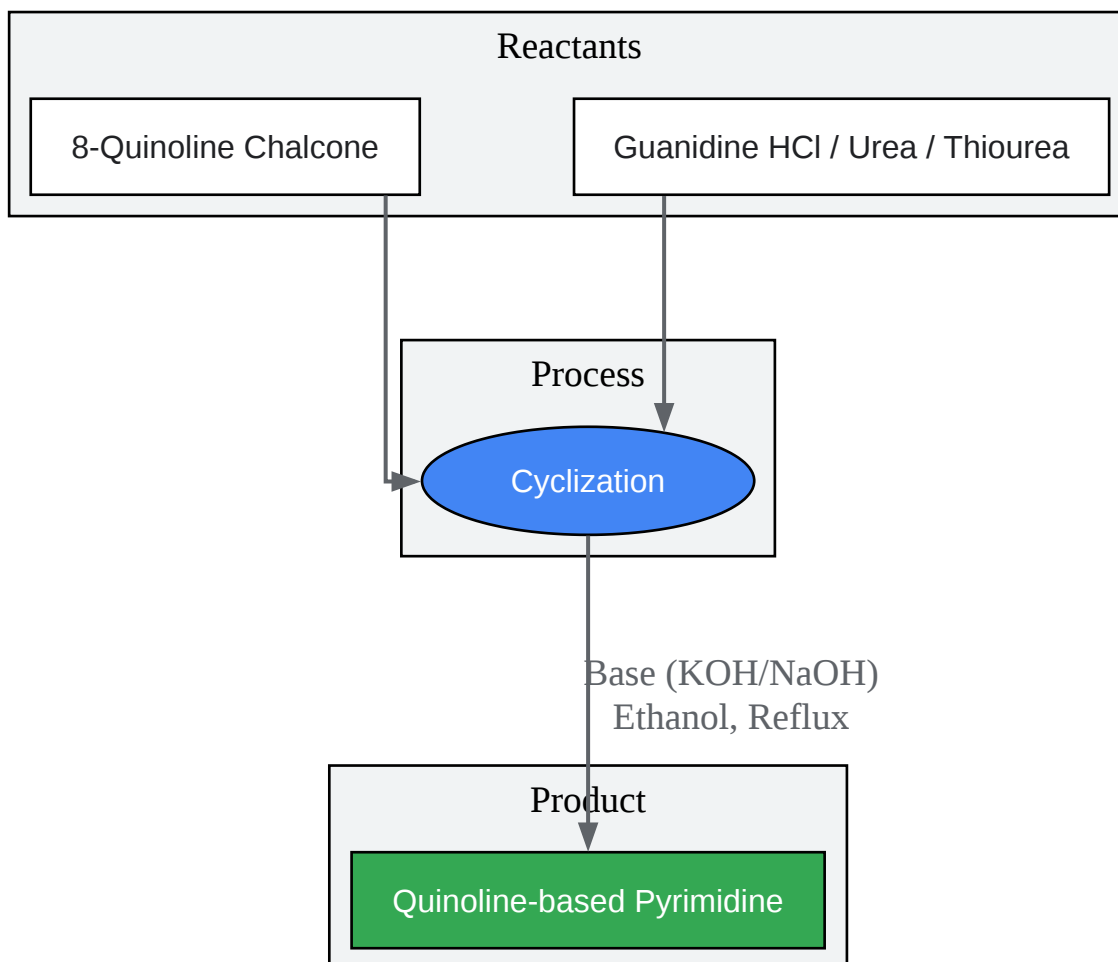 Reactants
8-Quinoline Chalcone
Guanidine HCl / Urea / Thiourea
Process
Cyclization
Base (KOH/NaOH)
Ethanol, Reflux
Product
Quinoline-based Pyrimidine